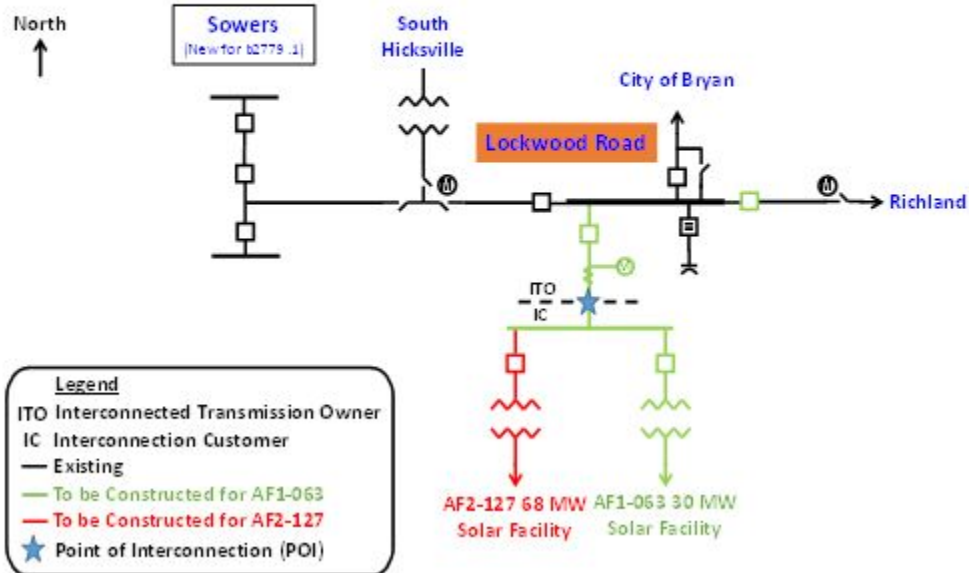 North
Sowers
(New for b2779 .1)
South
Hicksville
City of Bryan
Lockwood Road
M
M
Richland
ITO
IC
Legend
ITO Interconnected Transmission Owner
IC Interconnection Customer
Existing
To be Constructed for AF1-063
To be Constructed for AF2-127
Point of Interconnection (POI)
AF2-127 68 MW
Solar Facility
AF1-063 30 MW
Solar Facility